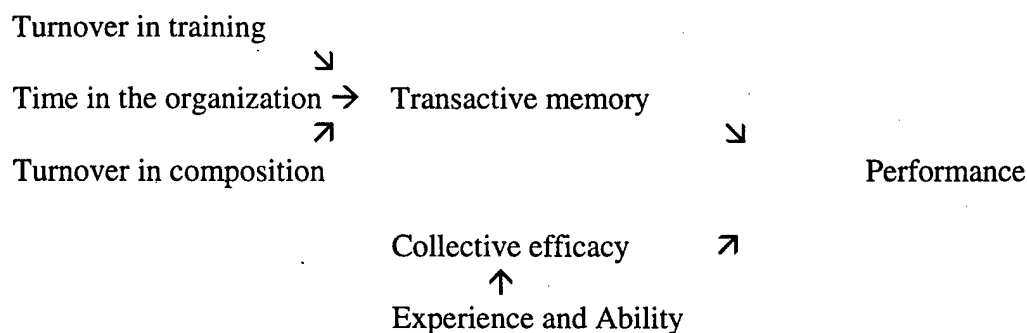 Turnover in training
↘
Time in the organization → Transactive memory
↗ ↘
Turnover in composition Performance
Collective efficacy ↗
↑
Experience and Ability